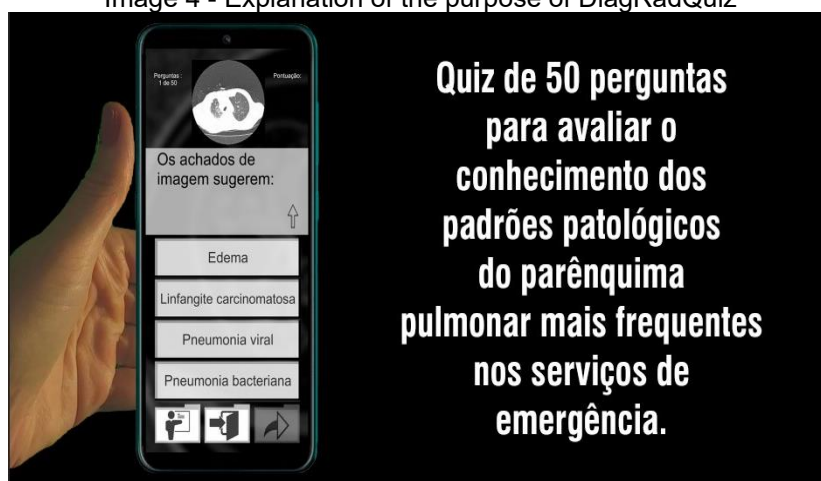 Image 4 - Explanation of the purpose of DiagRadQuiz
Perguntas :
1 de 50
Pontuação:
Os achados de
imagem sugerem:
Edema
Linfangite carcinomatosa
Pneumonia viral
Pneumonia bacteriana
Quiz de 50 perguntas
para avaliar o
conhecimento dos
padrões patológicos
do parênquima
pulmonar mais frequentes
nos serviços de
emergência.